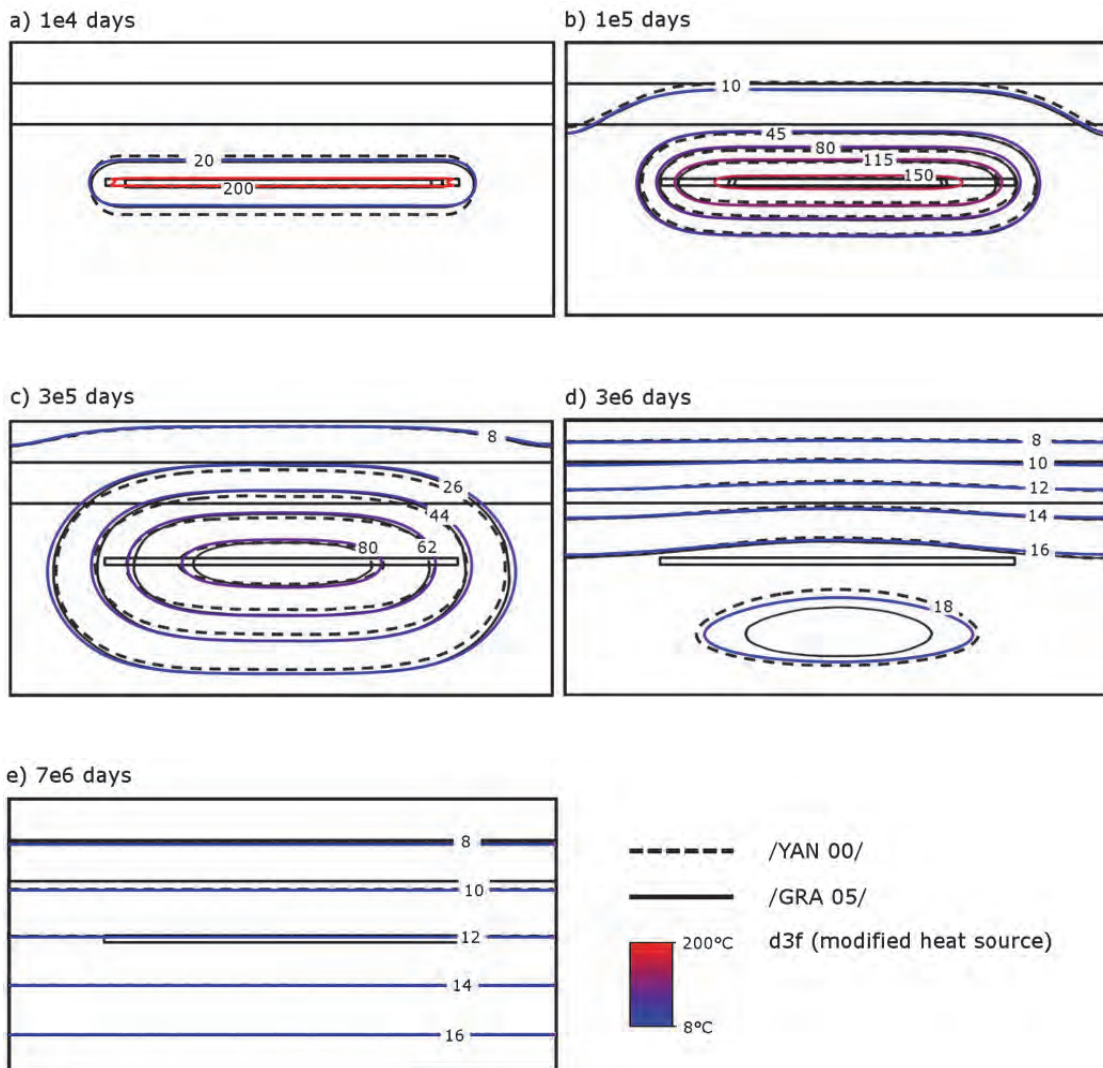 a) 1e4 days
20
200
b) 1e5 days
10
45
80
115
150
c) 3e5 days
8
26
44
80
62
d) 3e6 days
8
10
12
14
16
18
e) 7e6 days
8
10
12
14
16
/YAN 00/
/GRA 05/
200°C
d3f (modified heat source)
8°C